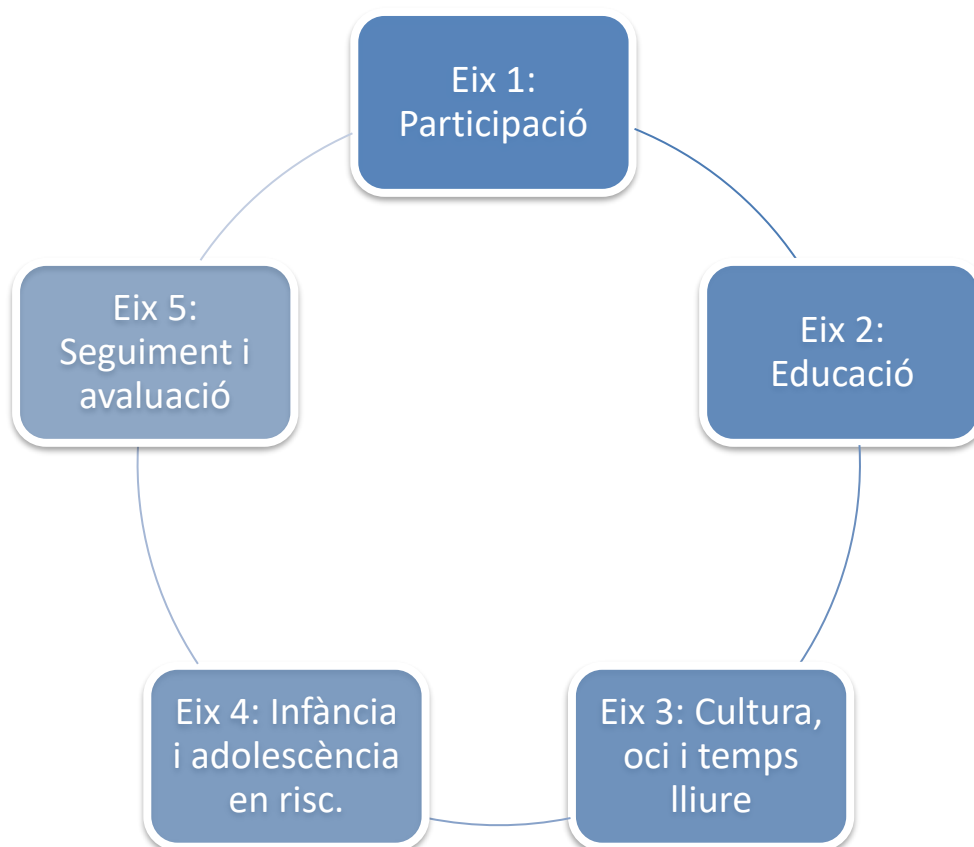 Eix 1:
Participació
Eix 2:
Educació
Eix 3: Cultura,
oci i temps
lliure
Eix 4: Infància
i adolescència
en risc.
Eix 5:
Seguiment i
avaluació